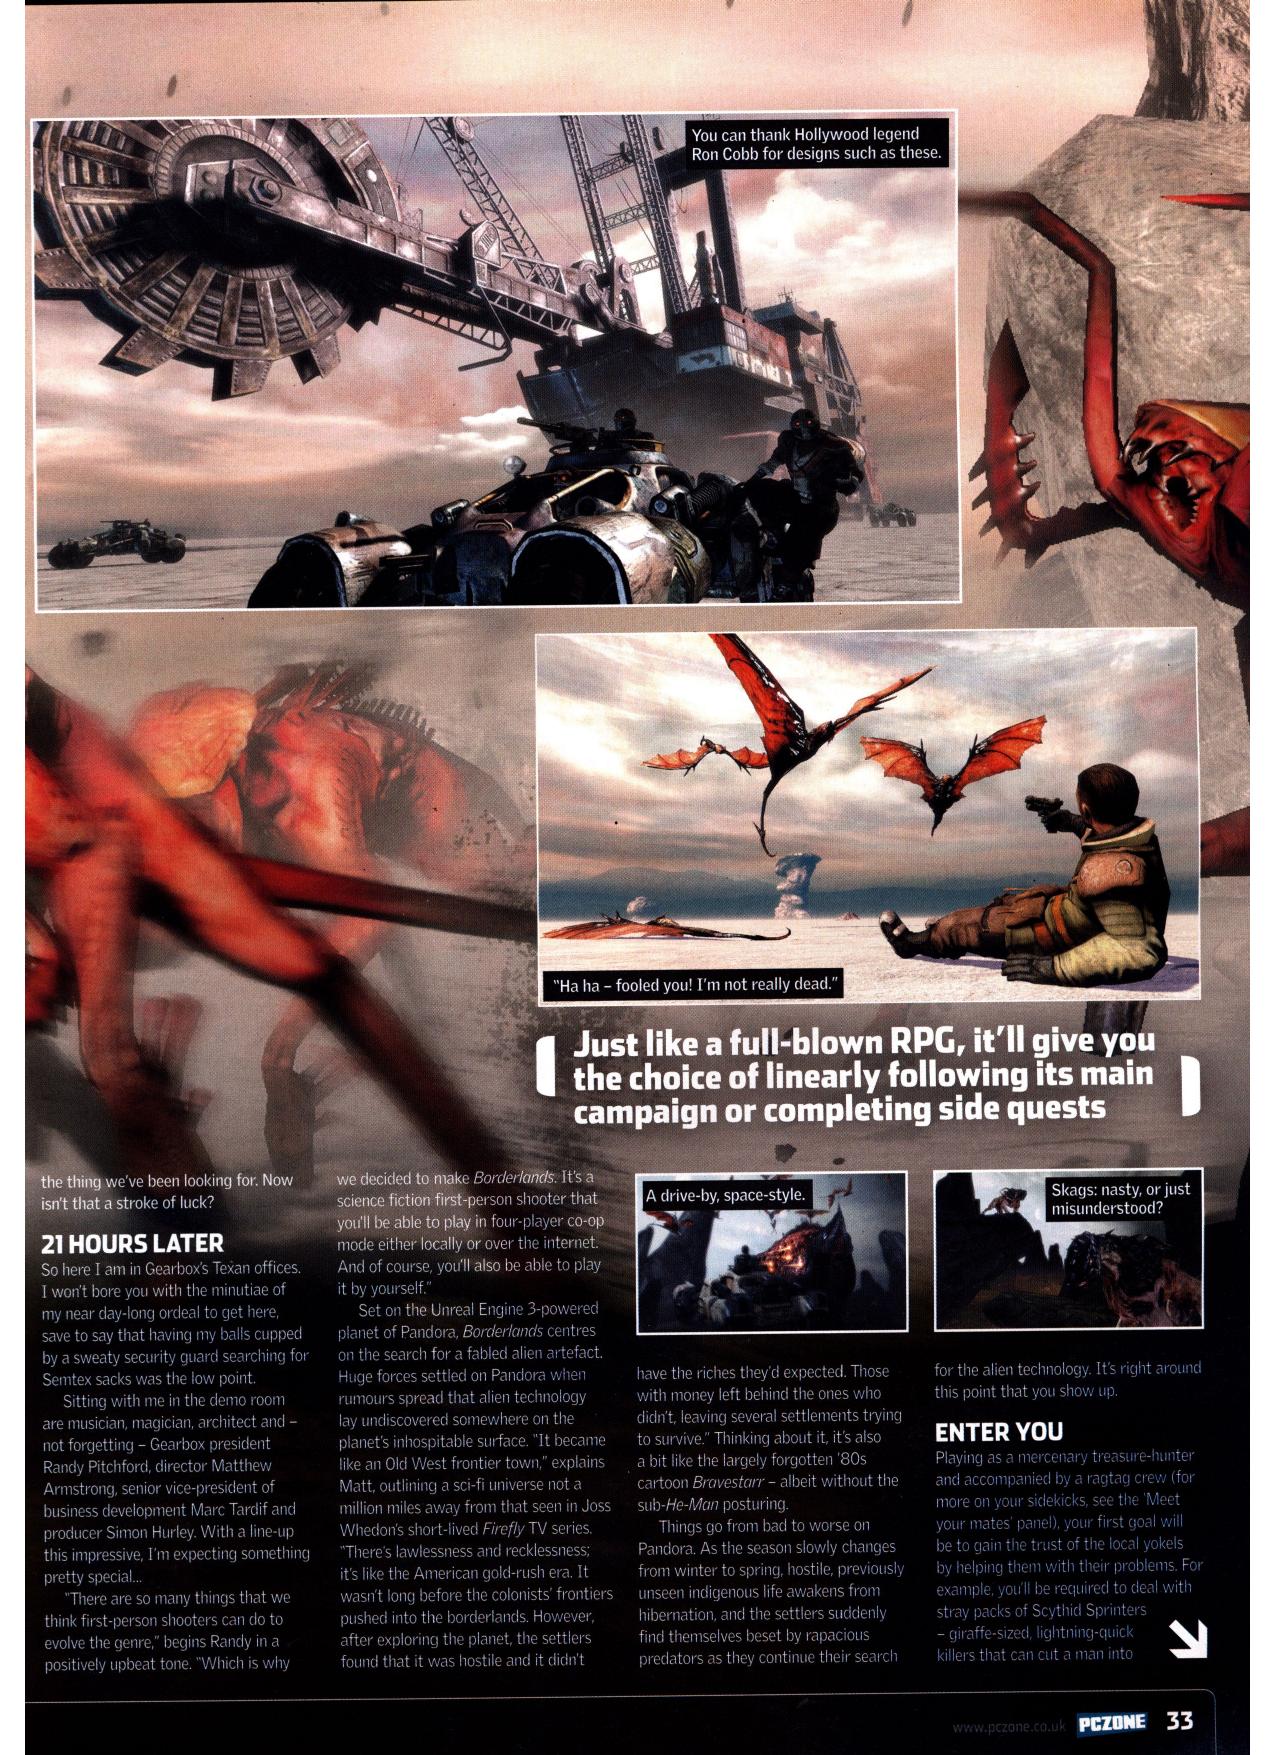 You can thank Hollywood legend
Ron Cobb for designs such as these.
"Ha ha – fooled you! I'm not really dead."
Just like a full-blown RPG, it'll give you
the choice of linearly following its main
campaign or completing side quests
the thing we've been looking for. Now
isn't that a stroke of luck?
21 HOURS LATER
So here I am in Gearbox's Texan offices.
I won't bore you with the minutiae of
my near day-long ordeal to get here,
save to say that having my balls cupped
by a sweaty security guard searching for
Semtex sacks was the low point.
Sitting with me in the demo room
are musician, magician, architect and –
not forgetting – Gearbox president
Randy Pitchford, director Matthew
Armstrong, senior vice-president of
business development Marc Tardif and
producer Simon Hurley. With a line-up
this impressive, I'm expecting something
pretty special...
"There are so many things that we
think first-person shooters can do to
evolve the genre," begins Randy in a
positively upbeat tone. "Which is why
we decided to make Borderlands. It's a
science fiction first-person shooter that
you'll be able to play in four-player co-op
mode either locally or over the internet.
And of course, you'll also be able to play
it by yourself."
Set on the Unreal Engine 3-powered
planet of Pandora, Borderlands centres
on the search for a fabled alien artefact.
Huge forces settled on Pandora when
rumours spread that alien technology
lay undiscovered somewhere on the
planet's inhospitable surface. "It became
like an Old West frontier town," explains
Matt, outlining a sci-fi universe not a
million miles away from that seen in Joss
Whedon's short-lived Firefly TV series.
"There's lawlessness and recklessness;
it's like the American gold-rush era. It
wasn't long before the colonists' frontiers
pushed into the borderlands. However,
after exploring the planet, the settlers
found that it was hostile and it didn't
A drive-by, space-style.
have the riches they'd expected. Those
with money left behind the ones who
didn't, leaving several settlements trying
to survive." Thinking about it, it's also
a bit like the largely forgotten '80s
cartoon Bravestarr – albeit without the
sub-He-Man posturing.
Things go from bad to worse on
Pandora. As the season slowly changes
from winter to spring, hostile, previously
unseen indigenous life awakens from
hibernation, and the settlers suddenly
find themselves beset by rapacious
predators as they continue their search
Skags: nasty, or just
misunderstood?
for the alien technology. It's right around
this point that you show up.
ENTER YOU
Playing as a mercenary treasure-hunter
and accompanied by a ragtag crew (for
more on your sidekicks, see the 'Meet
your mates' panel), your first goal will
be to gain the trust of the local yokels
by helping them with their problems. For
example, you'll be required to deal with
stray packs of Scythid Sprinters
– giraffe-sized, lightning-quick
killers that can cut a man into
www.pczone.co.uk PCZONE 33